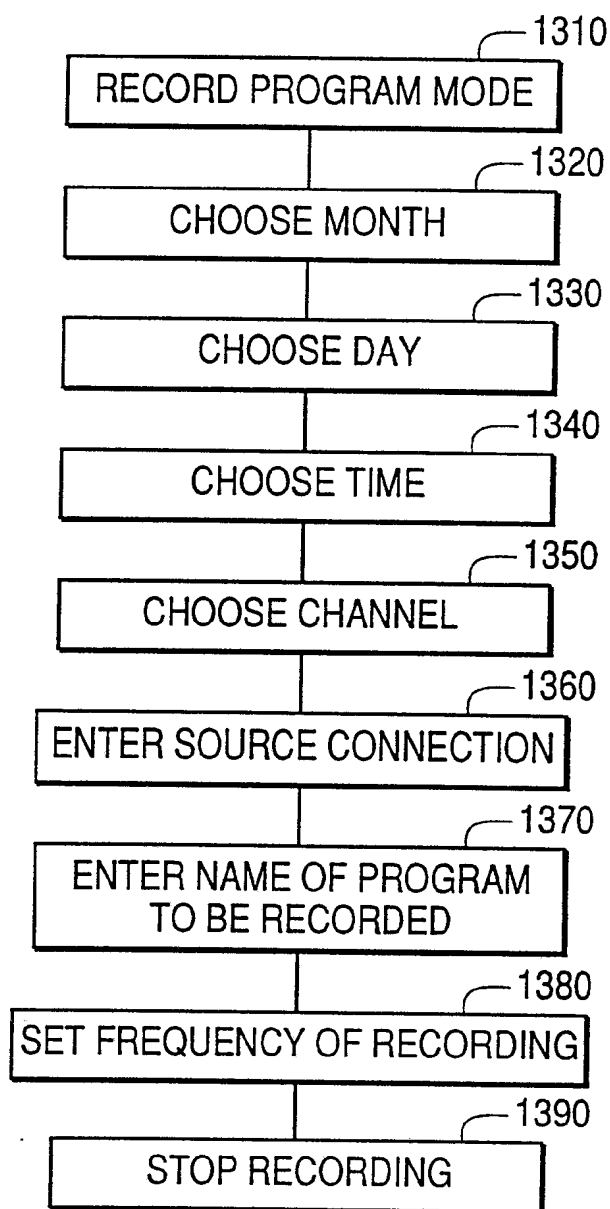 1310
RECORD PROGRAM MODE
1320
CHOOSE MONTH
1330
CHOOSE DAY
1340
CHOOSE TIME
1350
CHOOSE CHANNEL
1360
ENTER SOURCE CONNECTION
1370
ENTER NAME OF PROGRAM
TO BE RECORDED
1380
SET FREQUENCY OF RECORDING
1390
STOP RECORDING